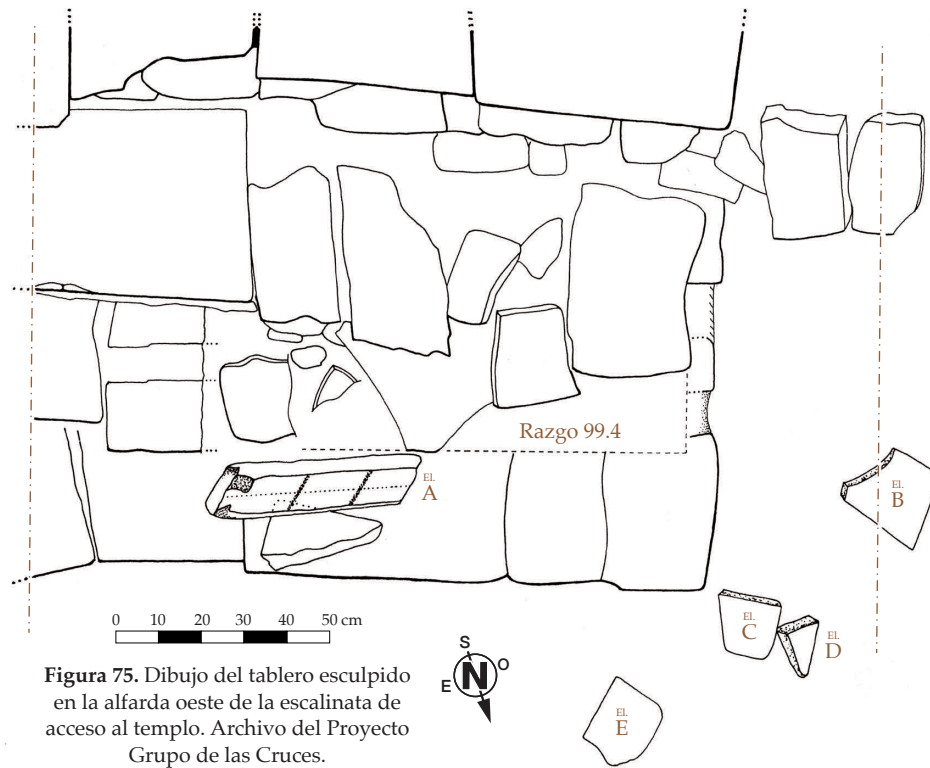 Razgo 99.4
El.
A
El.
B
El.
C
El.
D
El.
E
0 10 20 30 40 50 cm
S
E N O
Figura 75. Dibujo del tablero esculpido
en la alfarda oeste de la escalinata de
acceso al templo. Archivo del Proyecto
Grupo de las Cruces.